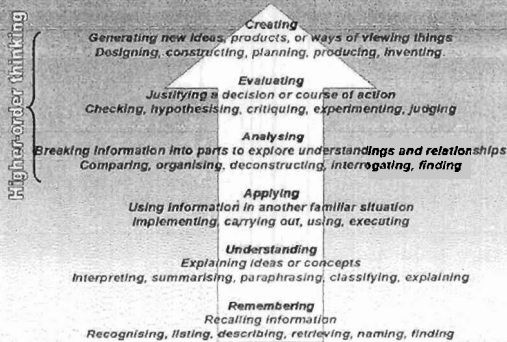 Higher-order thinking
Creating
Generating new ideas, products, or ways of viewing things
Designing, constructing, planning, producing, inventing.
Evaluating
Justifying a decision or course of action
Checking, hypothesising, critiquing, experimenting, judging
Analysing
Breaking information into parts to explore understandings and relationships
Comparing, organising, deconstructing, interrogating, finding
Applying
Using information in another familiar situation
Implementing, carrying out, using, executing
Understanding
Explaining ideas or concepts
Interpreting, summarising, paraphrasing, classifying, explaining
Remembering
Recalling information
Recognising, listing, describing, retrieving, naming, finding